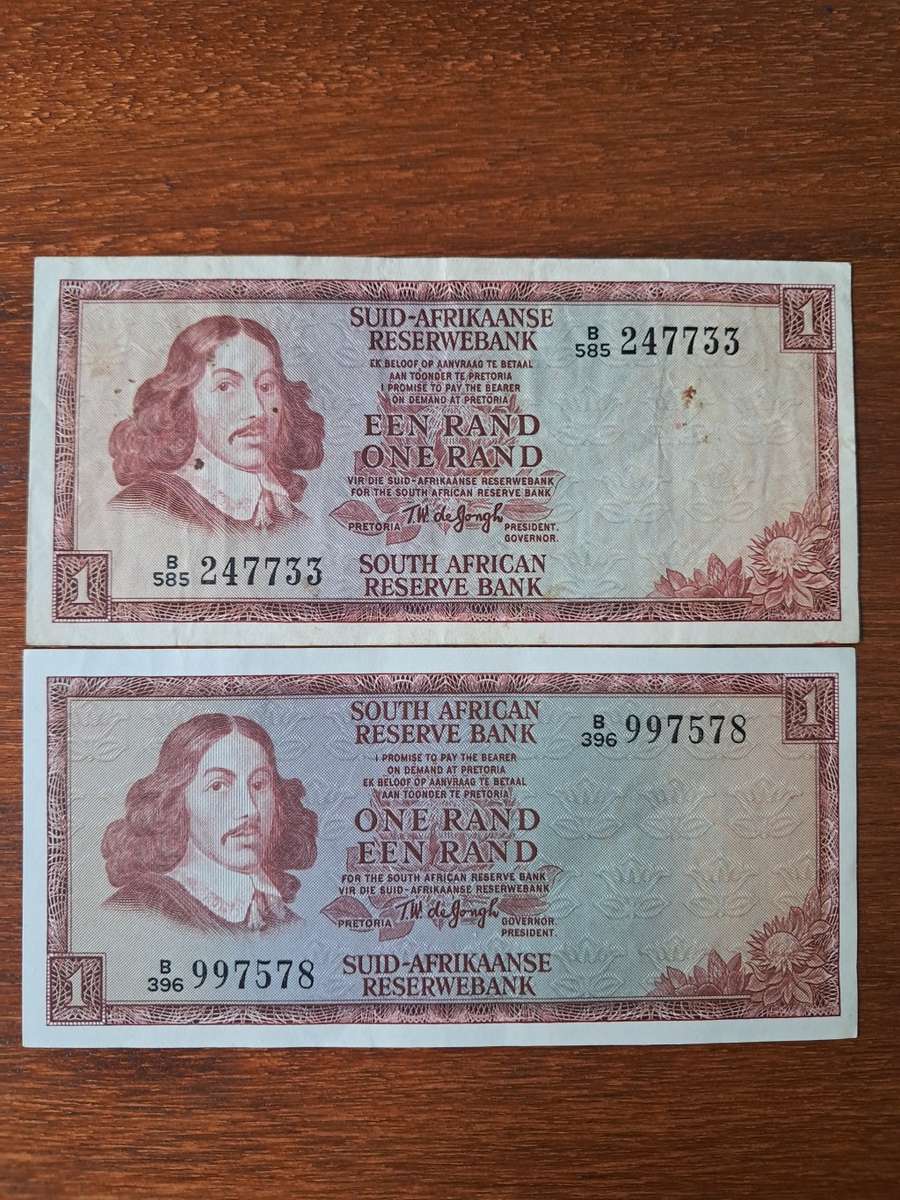 1
SUID-AFRIKAANSE
RESERWEBANK
B
585 247733
EK BELOOF OP AANVRAAG TE BETAAL
AAN TOONDER TE PRETORIA
I PROMISE TO PAY THE BEARER
ON DEMAND AT PRETORIA
EEN RAND
ONE RAND
VIR DIE SUID-AFRIKAANSE RESERWEBANK
FOR THE SOUTH AFRICAN RESERVE BANK
T.W. de Jongh
PRETORIA PRESIDENT.
GOVERNOR.
B
585 247733
SOUTH AFRICAN
RESERVE BANK
1
1
SOUTH AFRICAN
RESERVE BANK
B
396 997578
I PROMISE TO PAY THE BEARER
ON DEMAND AT PRETORIA
EK BELOOF OP AANVRAAG TE BETAAL
AAN TOONDER TE PRETORIA
ONE RAND
EEN RAND
FOR THE SOUTH AFRICAN RESERVE BANK
VIR DIE SUID-AFRIKAANSE RESERWEBANK
T.W. de Jongh
PRETORIA GOVERNOR.
PRESIDENT.
B
396 997578
SUID-AFRIKAANSE
RESERWEBANK
1